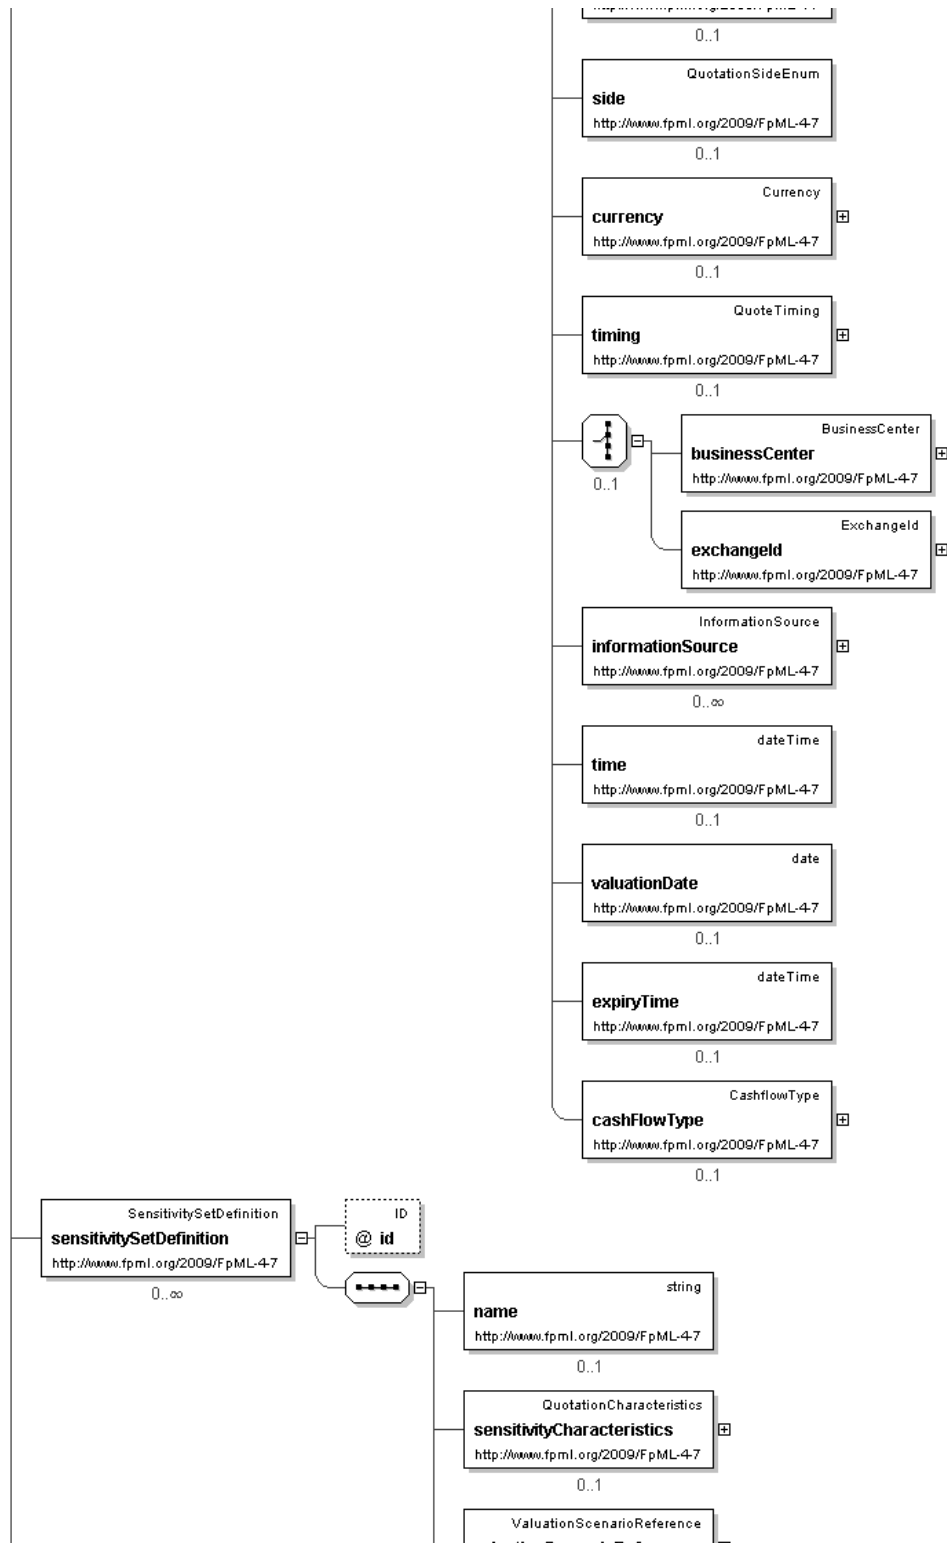 0..1
QuotationSideEnum
side
http://www.fpml.org/2009/FpML-4-7
0..1
Currency
currency
http://www.fpml.org/2009/FpML-4-7
0..1
QuoteTiming
timing
http://www.fpml.org/2009/FpML-4-7
0..1
BusinessCenter
businessCenter
http://www.fpml.org/2009/FpML-4-7
0..1
ExchangeId
exchangeId
http://www.fpml.org/2009/FpML-4-7
InformationSource
informationSource
http://www.fpml.org/2009/FpML-4-7
0..∞
dateTime
time
http://www.fpml.org/2009/FpML-4-7
0..1
date
valuationDate
http://www.fpml.org/2009/FpML-4-7
0..1
dateTime
expiryTime
http://www.fpml.org/2009/FpML-4-7
0..1
CashflowType
cashFlowType
http://www.fpml.org/2009/FpML-4-7
0..1
SensitivitySetDefinition
sensitivitySetDefinition
http://www.fpml.org/2009/FpML-4-7
0..∞
ID
@ id
string
name
http://www.fpml.org/2009/FpML-4-7
0..1
QuotationCharacteristics
sensitivityCharacteristics
http://www.fpml.org/2009/FpML-4-7
0..1
ValuationScenarioReference